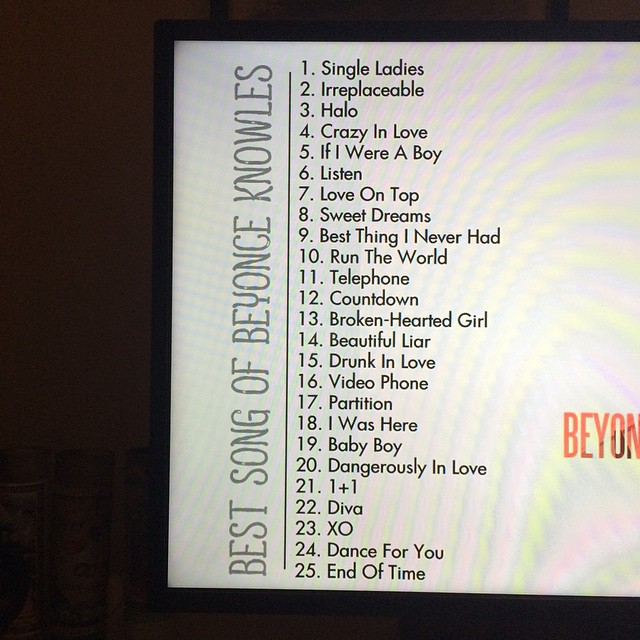 BEST SONG OF BEYONCE KNOWLES
1. Single Ladies
2. Irreplaceable
3. Halo
4. Crazy In Love
5. If I Were A Boy
6. Listen
7. Love On Top
8. Sweet Dreams
9. Best Thing I Never Had
10. Run The World
11. Telephone
12. Countdown
13. Broken-Hearted Girl
14. Beautiful Liar
15. Drunk In Love
16. Video Phone
17. Partition
18. I Was Here
19. Baby Boy
20. Dangerously In Love
21. 1+1
22. Diva
23. XO
24. Dance For You
25. End Of Time
BEYON